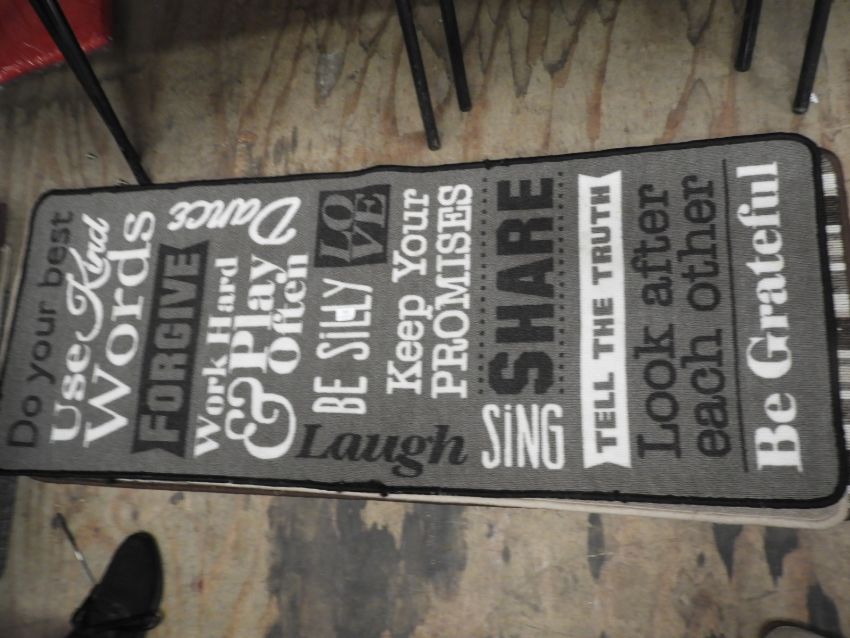 Do your best
Use Kind
Words
FORGIVE
Dance
Work Hard
& Play
Often
BE SILLY
LOVE
Laugh
Keep Your
PROMISES
SHARE
SiNG
TELL THE TRUTH
Look after
each other
Be Grateful